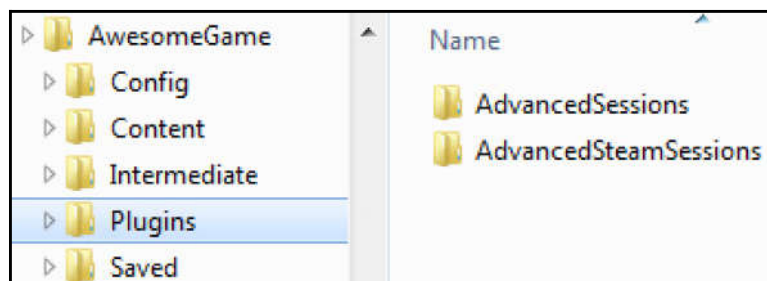 AwesomeGame
Config
Content
Intermediate
Plugins
Saved
Name
AdvancedSessions
AdvancedSteamSessions